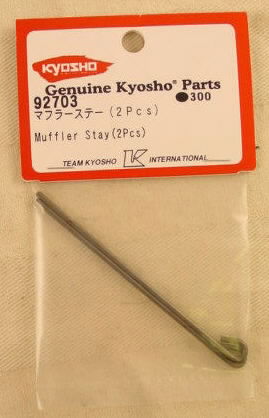 KYOSHO
Genuine Kyosho® Parts
92703 ●300
マフラーステー(2Pcs)
Muffler Stay(2Pcs)
TEAM KYOSHO K INTERNATIONAL